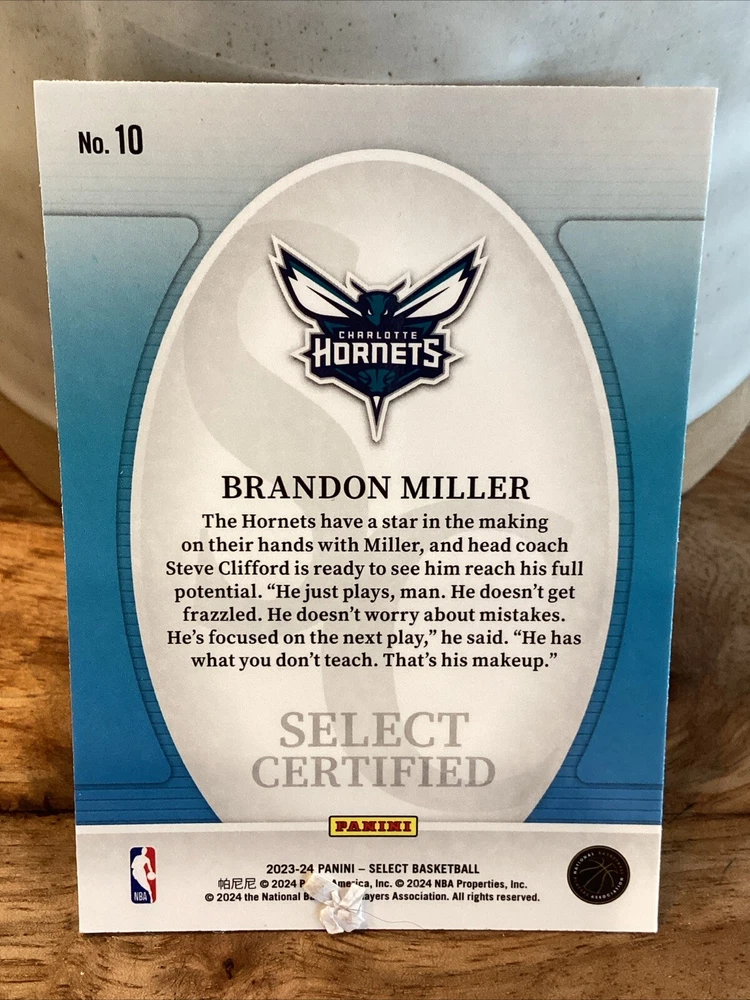 No. 10
CHARLOTTE
HORNETS
BRANDON MILLER
The Hornets have a star in the making
on their hands with Miller, and head coach
Steve Clifford is ready to see him reach his full
potential. “He just plays, man. He doesn’t get
frazzled. He doesn’t worry about mistakes.
He’s focused on the next play,” he said. “He has
what you don’t teach. That’s his makeup.”
SELECT
CERTIFIED
PANINI
2023-24 PANINI – SELECT BASKETBALL
帕尼尼 © 2024 America, Inc. © 2024 NBA Properties, Inc.
© 2024 the National Players Association. All rights reserved.
NBA